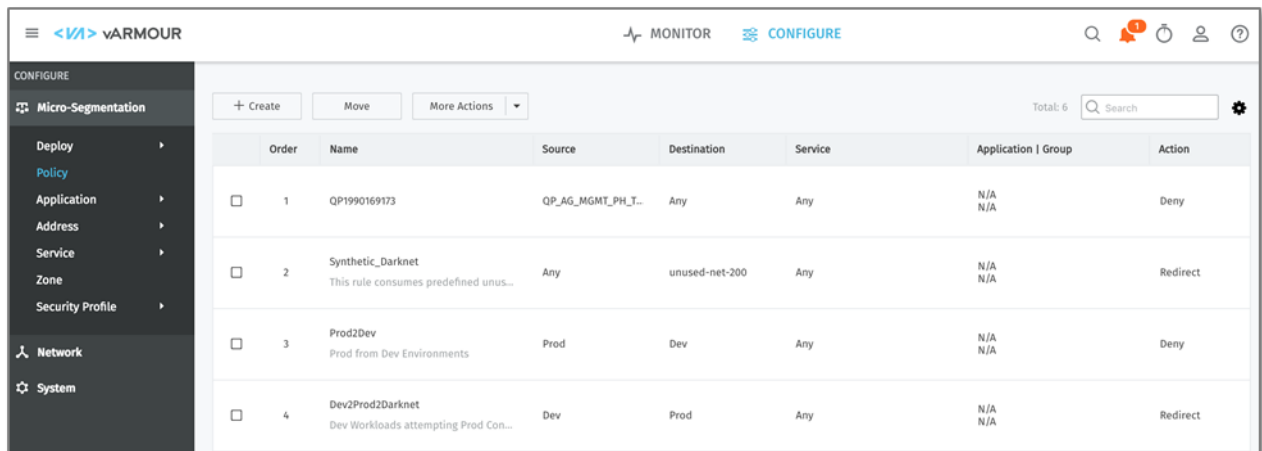 <VA> vARMOUR
MONITOR
CONFIGURE
1
CONFIGURE
Micro-Segmentation
Deploy
Policy
Application
Address
Service
Zone
Security Profile
Network
System
+ Create
Move
More Actions
Total: 6
Search
Order Name Source Destination Service Application | Group Action
1 QP1990169173 QP_AG_MGMT_PH_T... Any Any N/A Deny
N/A
2 Synthetic_Darknet Any unused-net-200 Any N/A Redirect
This rule consumes predefined unus... N/A
3 Prod2Dev Prod Dev Any N/A Deny
Prod from Dev Environments N/A
4 Dev2Prod2Darknet Dev Prod Any N/A Redirect
Dev Workloads attempting Prod Con... N/A